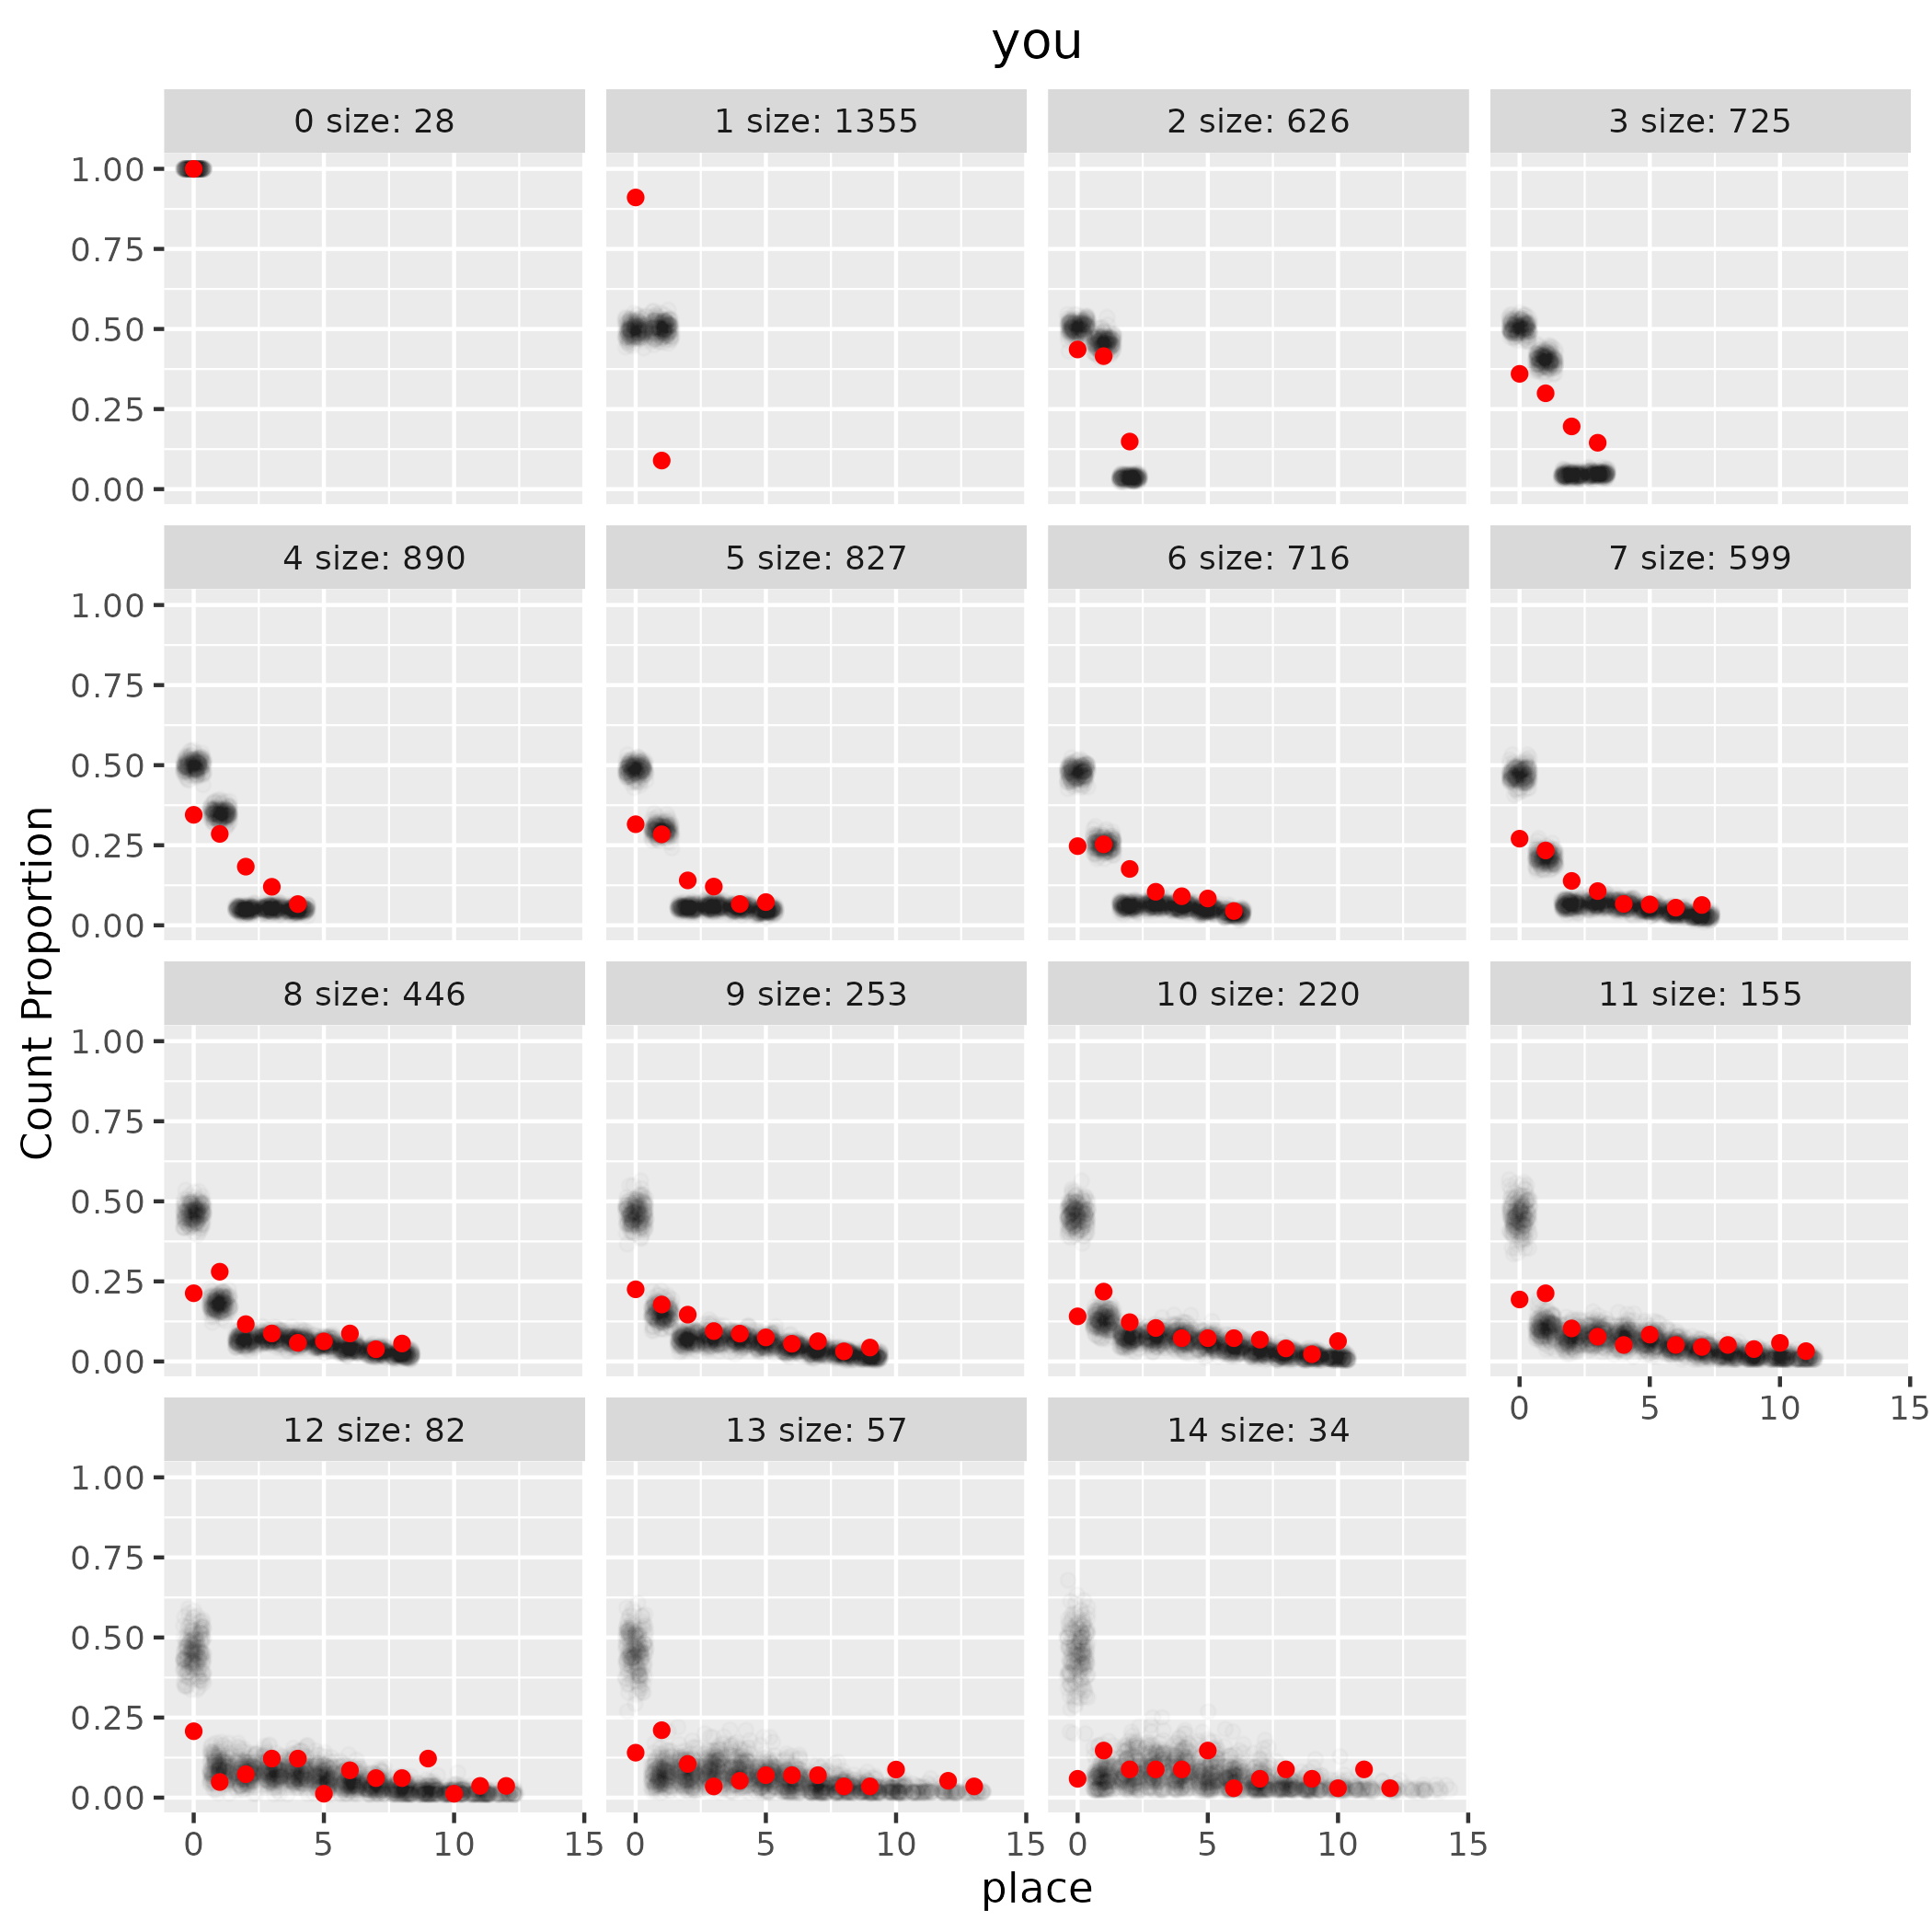 you
0 size: 28
1 size: 1355
2 size: 626
3 size: 725
1.00
0.75
0.50
0.25
0.00
4 size: 890
5 size: 827
6 size: 716
7 size: 599
1.00
0.75
0.50
0.25
0.00
Count Proportion
8 size: 446
9 size: 253
10 size: 220
11 size: 155
1.00
0.75
0.50
0.25
0.00
0 5 10 15
12 size: 82
13 size: 57
14 size: 34
1.00
0.75
0.50
0.25
0.00
0 5 10 15
0 5 10 15
0 5 10 15
place